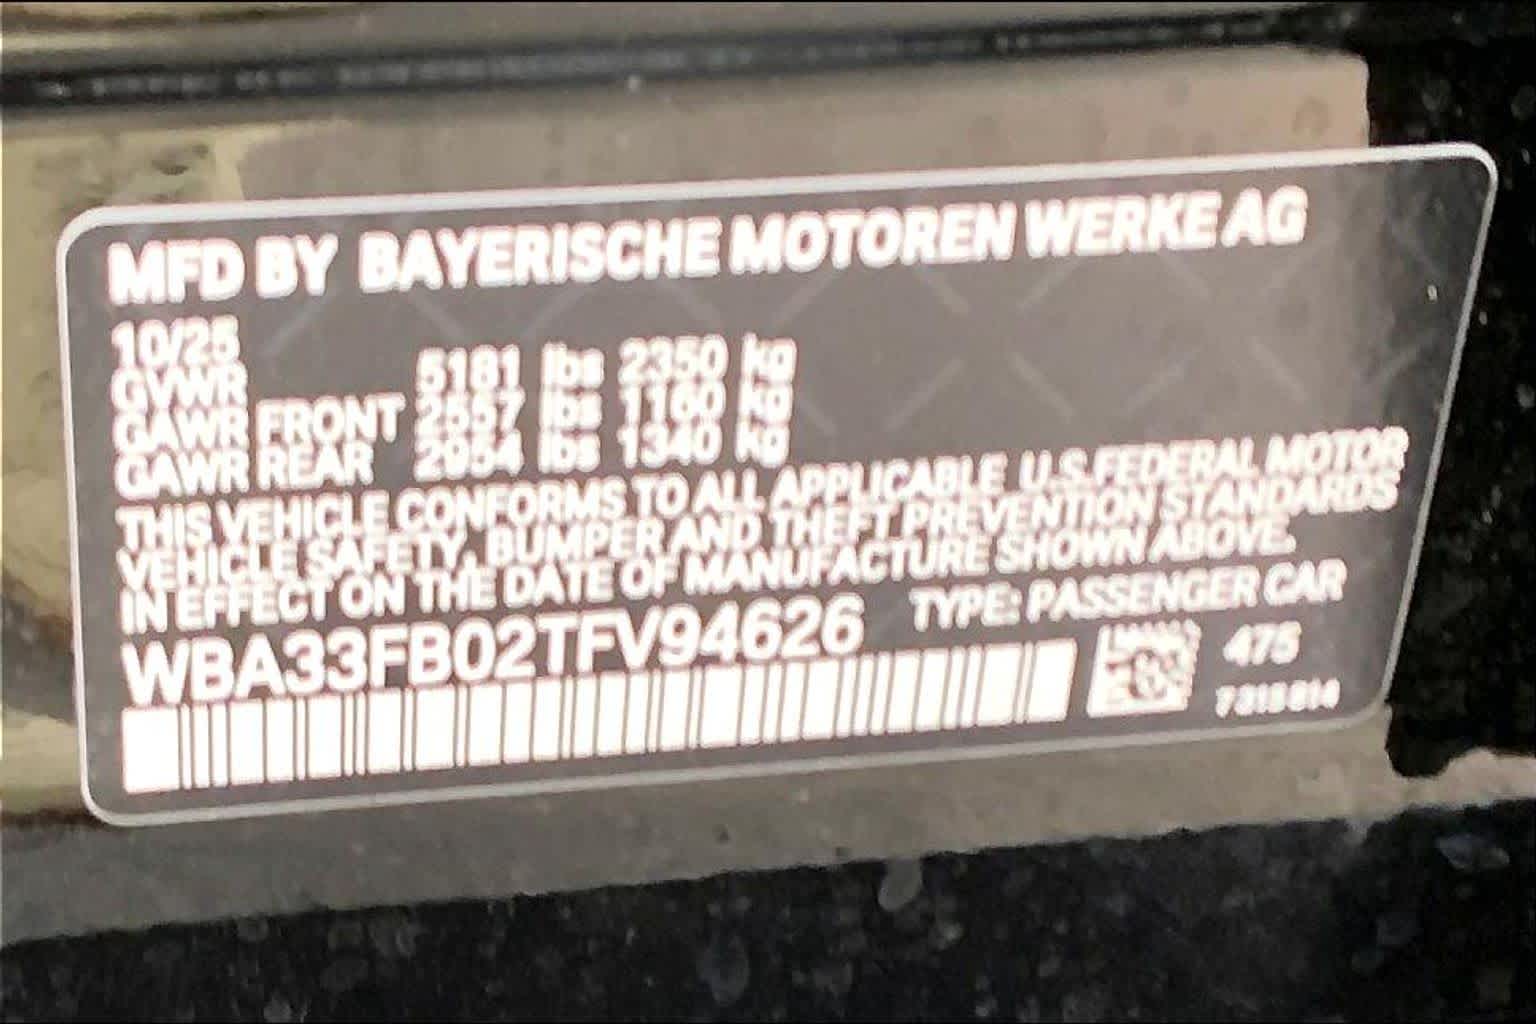 MFD BY BAYERISCHE MOTOREN WERKE AG
10/25
GVWR 5181 lbs 2350 kg
GAWR FRONT 2557 lbs 1160 kg
GAWR REAR 2954 lbs 1340 kg
THIS VEHICLE CONFORMS TO ALL APPLICABLE U.S.FEDERAL MOTOR
VEHICLE SAFETY, BUMPER AND THEFT PREVENTION STANDARDS
IN EFFECT ON THE DATE OF MANUFACTURE SHOWN ABOVE.
WBA33FB02TFV94626 TYPE: PASSENGER CAR
475